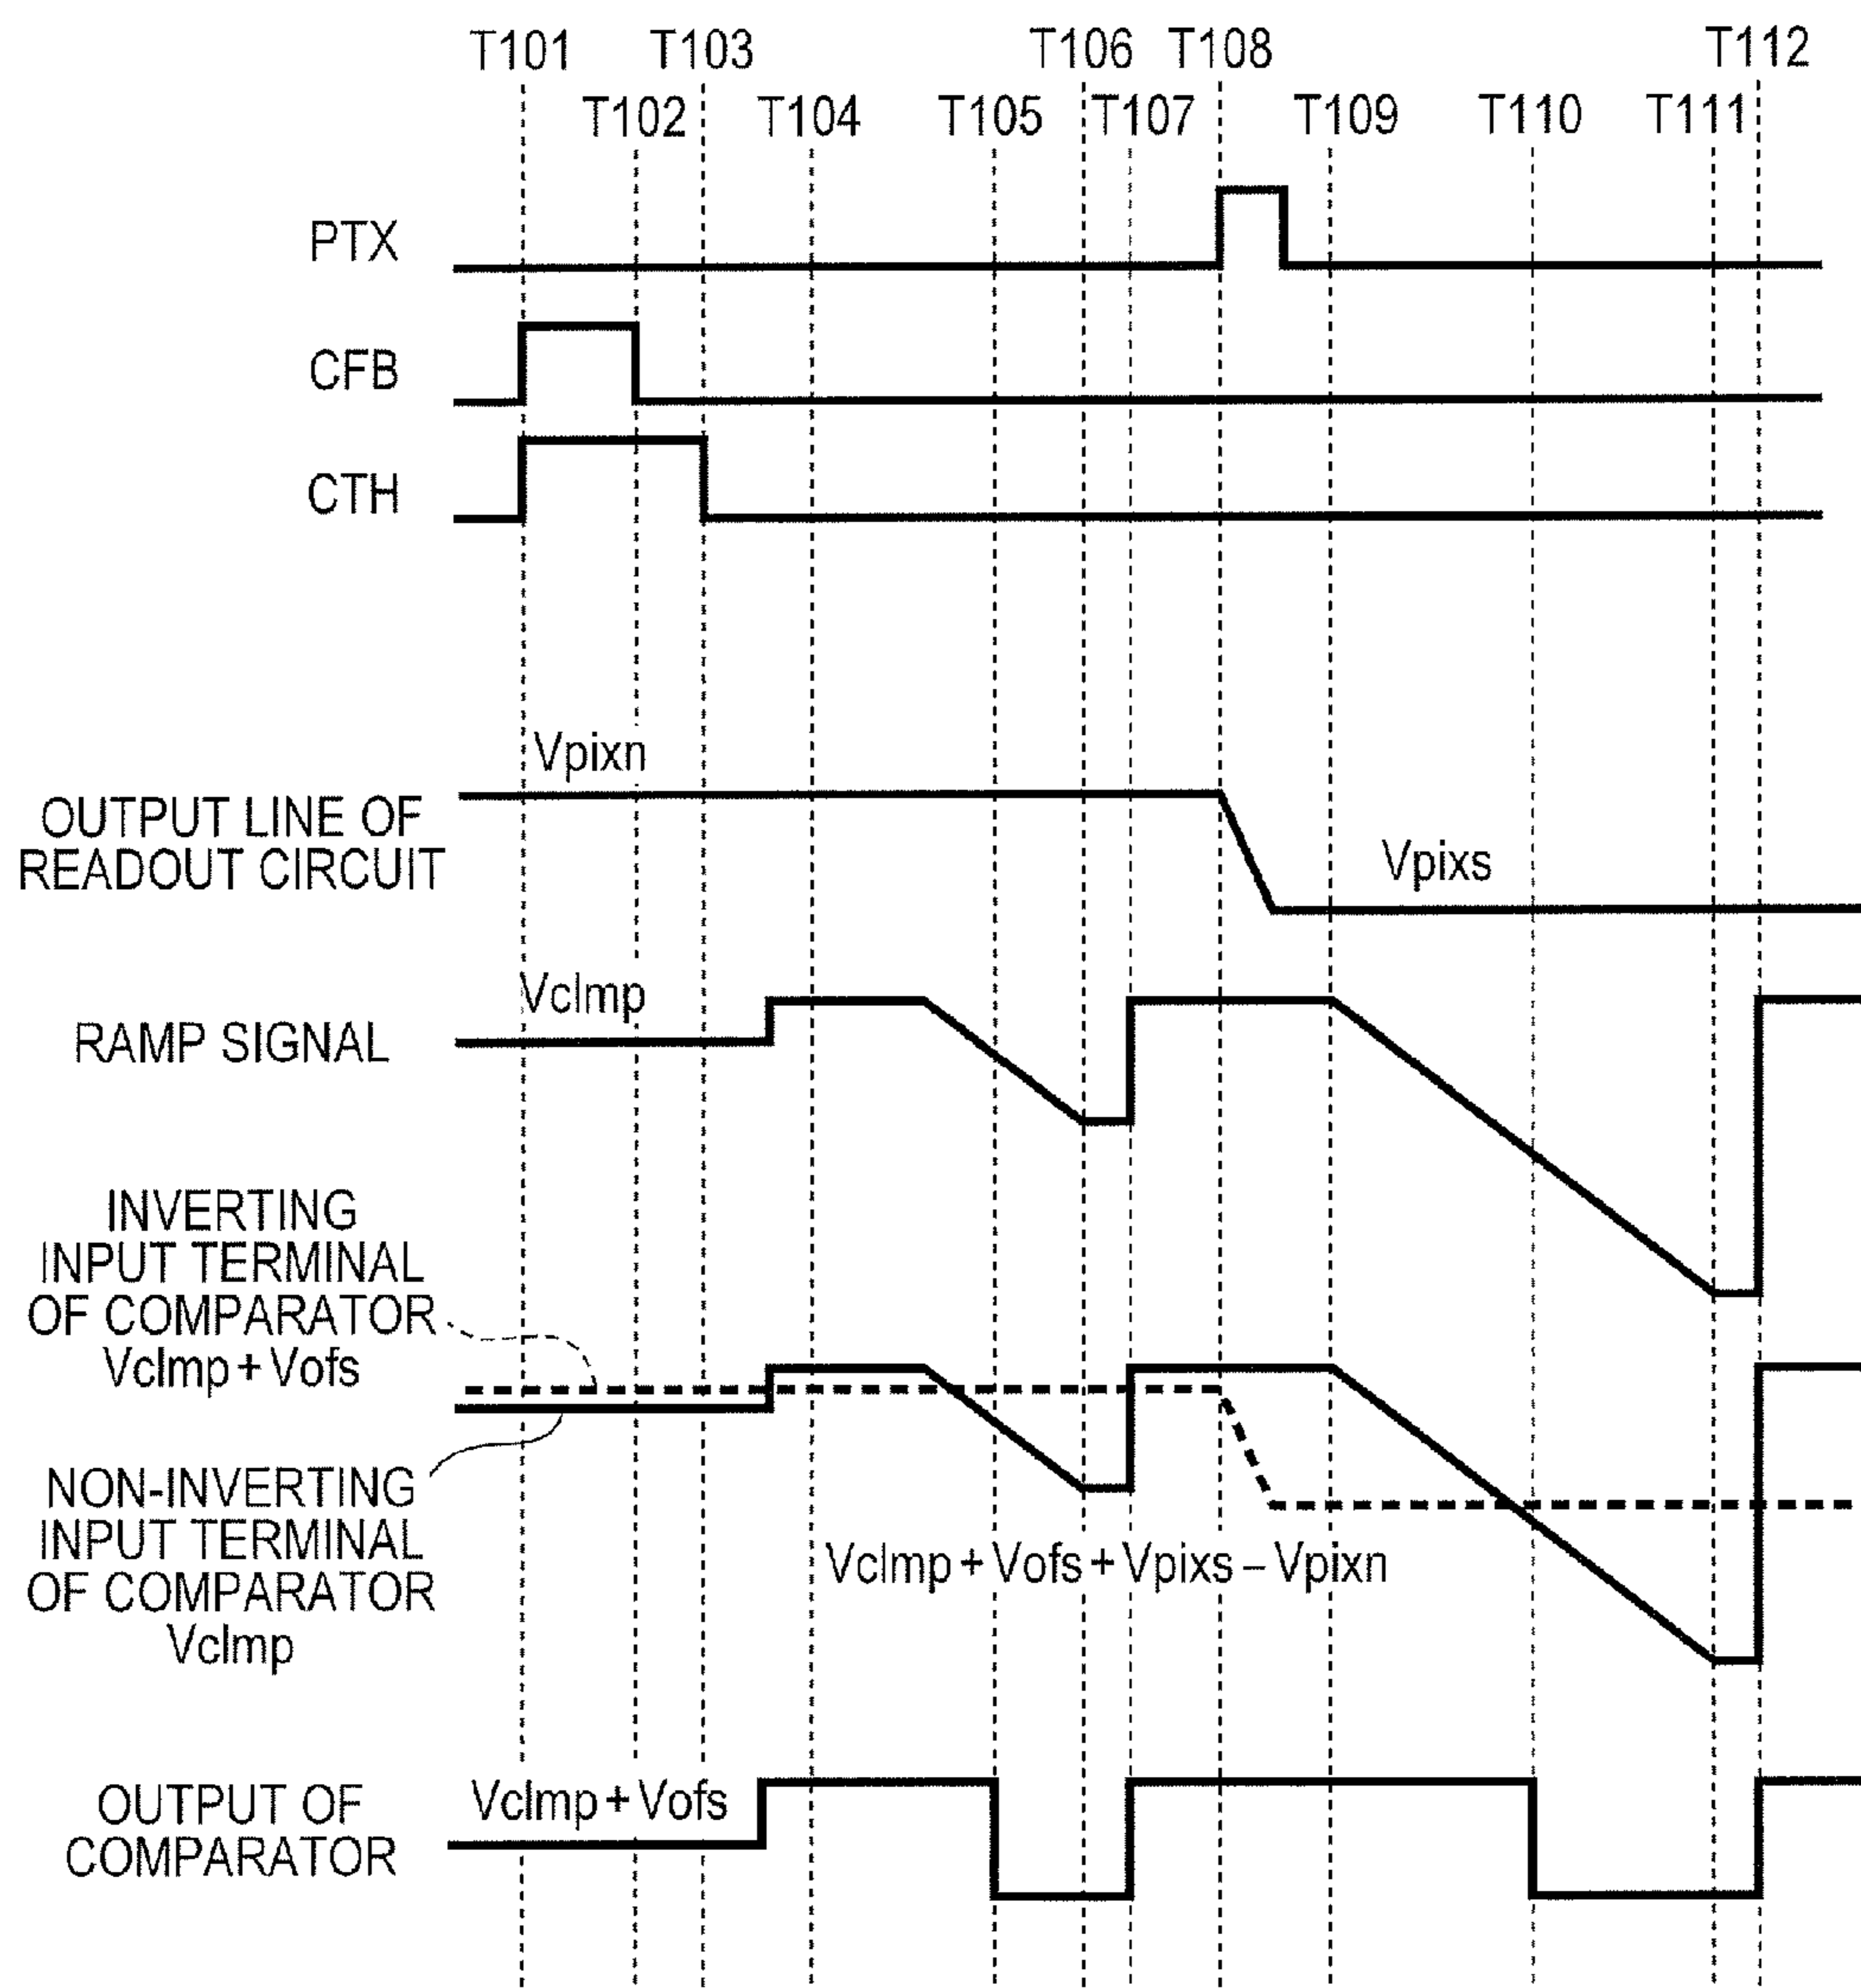 T101 T103 T106 T108 T112
T102 T104 T105 T107 T109 T110 T111
PTX
CFB
CTH
Vpixn
OUTPUT LINE OF
READOUT CIRCUIT
Vpixs
Vclmp
RAMP SIGNAL
INVERTING
INPUT TERMINAL
OF COMPARATOR
Vclmp + Vofs
NON-INVERTING
INPUT TERMINAL
OF COMPARATOR
Vclmp
Vclmp + Vofs + Vpixs – Vpixn
Vclmp + Vofs
OUTPUT OF
COMPARATOR